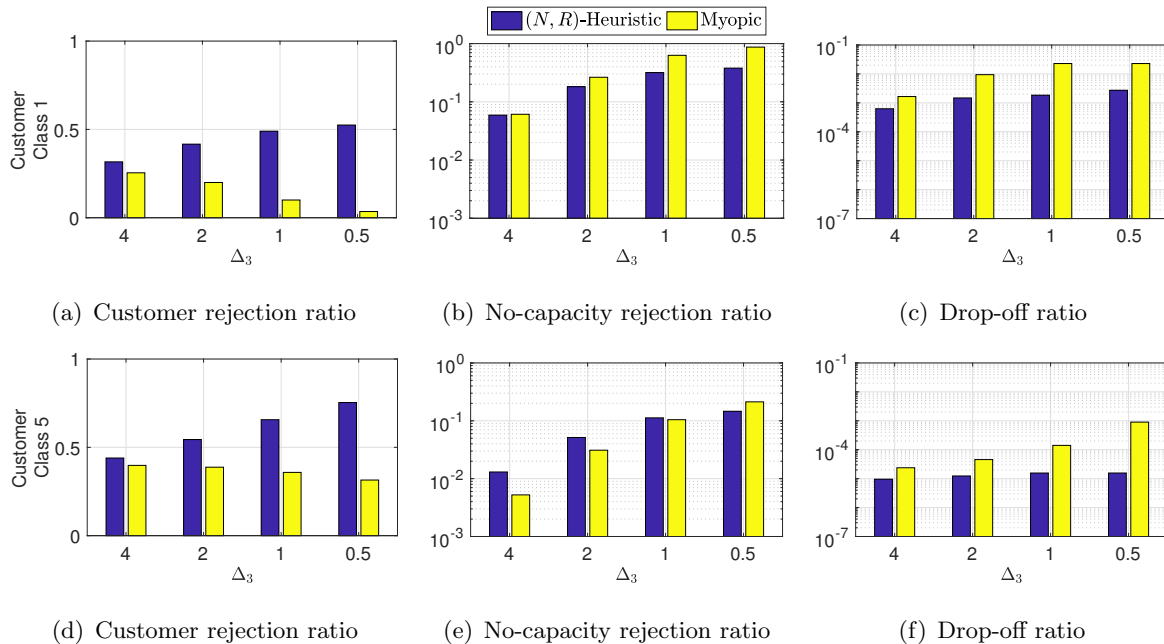 (N, R)-Heuristic Myopic
Customer
Class 1
1
0.5
0
4 2 1 0.5
Δ₃
10⁰
10⁻¹
10⁻²
10⁻³
4 2 1 0.5
Δ₃
10⁻¹
10⁻⁴
10⁻⁷
4 2 1 0.5
Δ₃
(a) Customer rejection ratio
(b) No-capacity rejection ratio
(c) Drop-off ratio
Customer
Class 5
1
0.5
0
4 2 1 0.5
Δ₃
10⁰
10⁻¹
10⁻²
10⁻³
4 2 1 0.5
Δ₃
10⁻¹
10⁻⁴
10⁻⁷
4 2 1 0.5
Δ₃
(d) Customer rejection ratio
(e) No-capacity rejection ratio
(f) Drop-off ratio